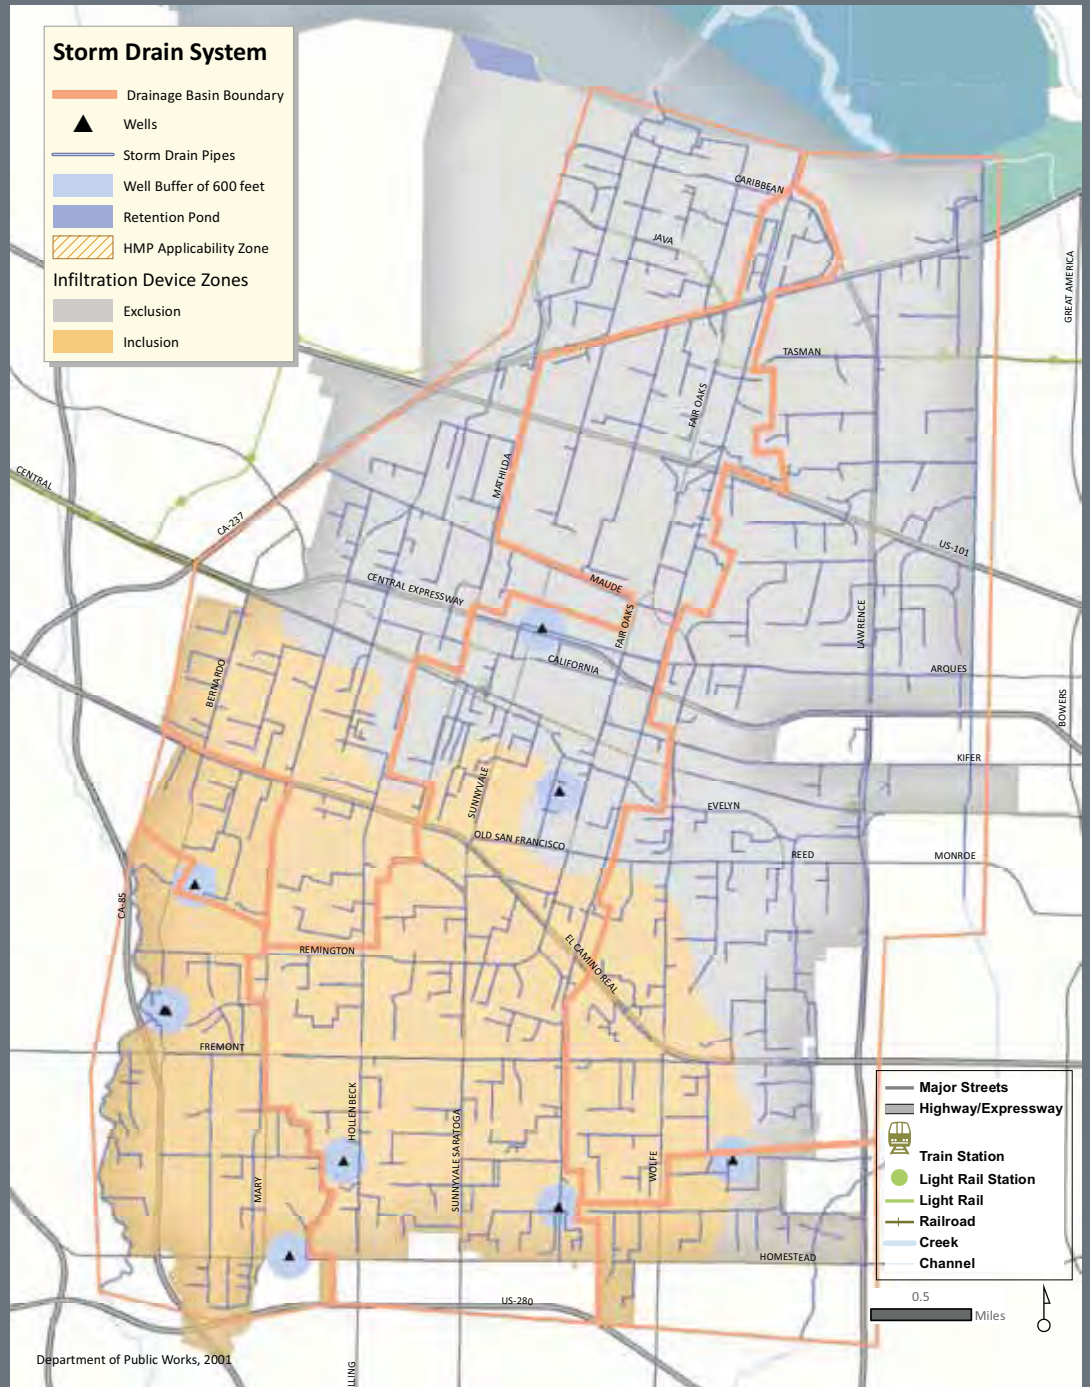 Storm Drain System
Drainage Basin Boundary
Wells
Storm Drain Pipes
Well Buffer of 600 feet
Retention Pond
HMP Applicability Zone
Infiltration Device Zones
Exclusion
Inclusion
CARIBBEAN
JAVA
GREAT AMERICA
TASMAN
FAIR OAKS
MATHILDA
CENTRAL
CA-237
US-101
CENTRAL EXPRESSWAY
MAUDE
FAIR OAKS
LAWRENCE
CALIFORNIA
ARQUES
BERNARDO
BOWERS
KIFER
SUNNYVALE
EVELYN
OLD SAN FRANCISCO
REED
MONROE
CA-85
REMINGTON
EL CAMINO REAL
FREMONT
HOLLENBECK
SUNNYVALE SARATOGA
WOLFE
MARY
HOMESTEAD
US-280
LLING
Major Streets
Highway/Expressway
Train Station
Light Rail Station
Light Rail
Railroad
Creek
Channel
0.5
Miles
Department of Public Works, 2001